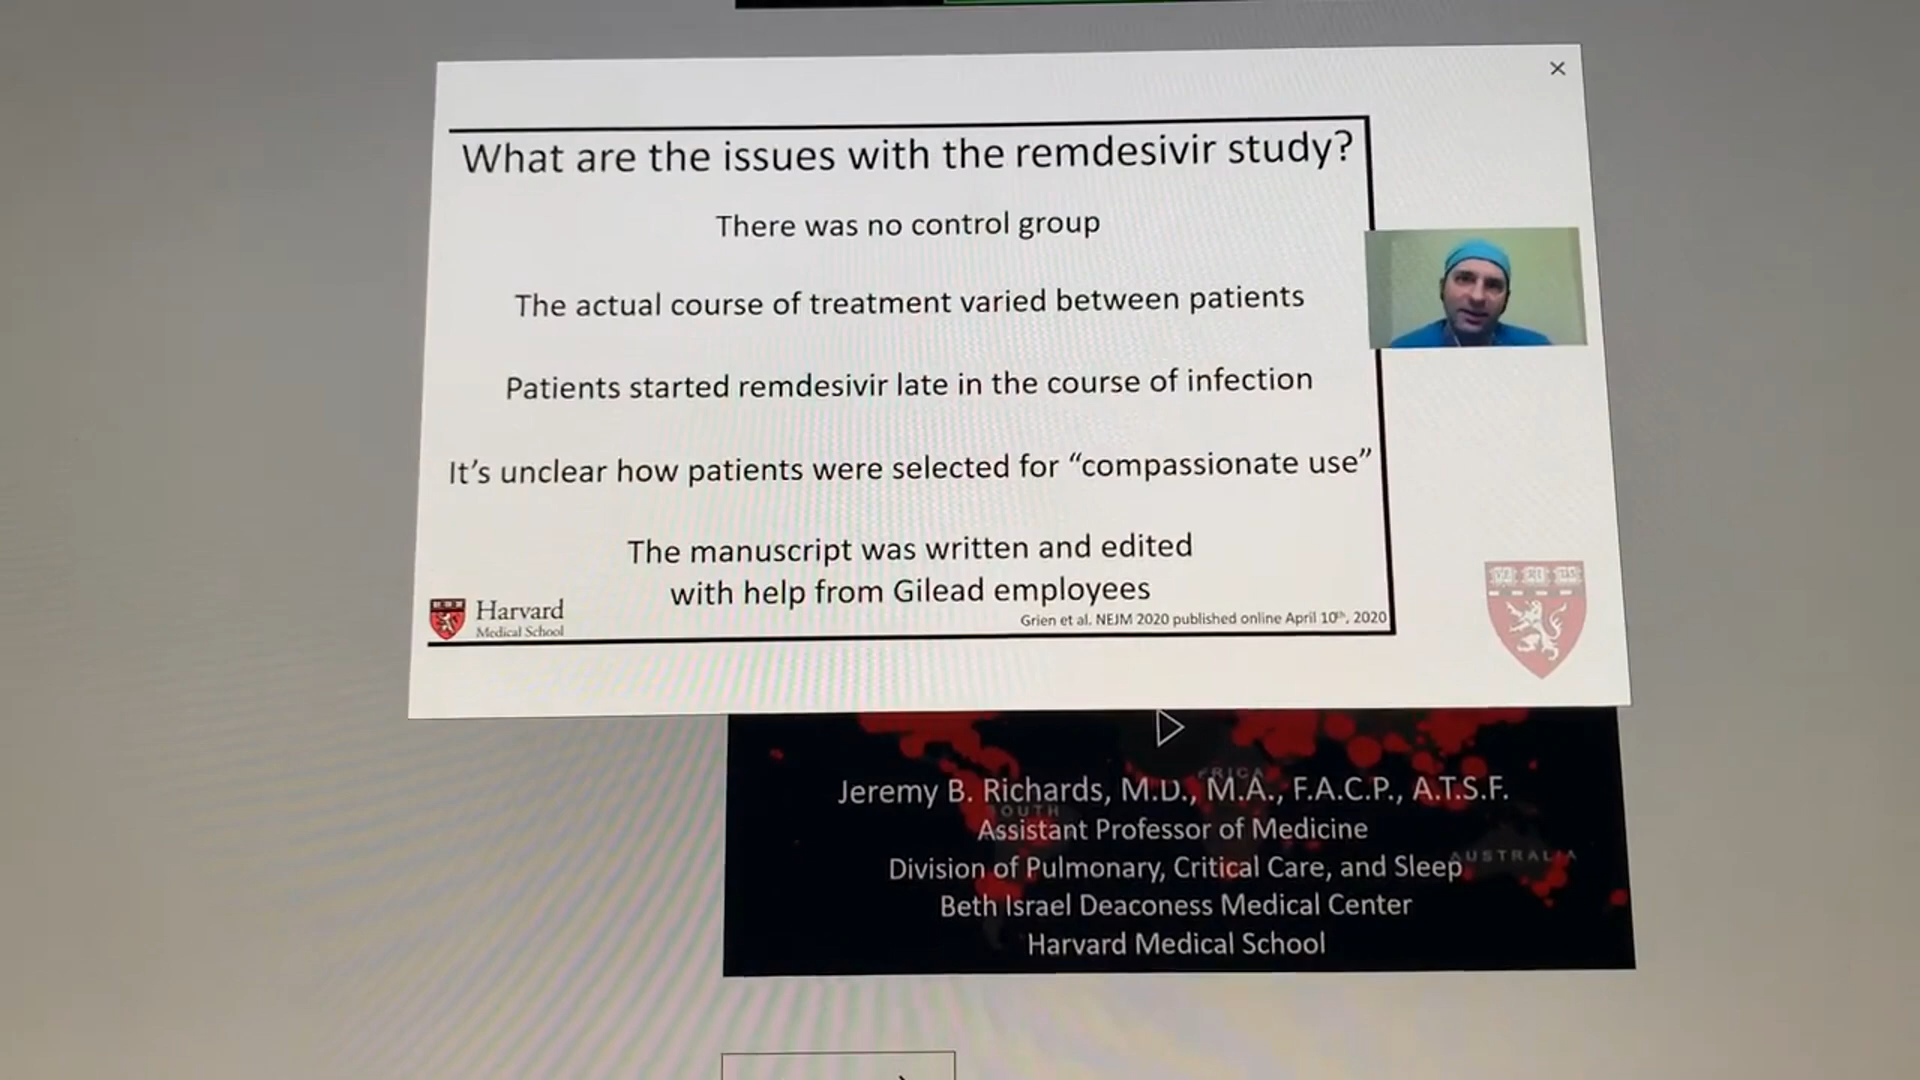 What are the issues with the remdesivir study?
There was no control group
The actual course of treatment varied between patients
Patients started remdesivir late in the course of infection
It's unclear how patients were selected for “compassionate use”
The manuscript was written and edited
with help from Gilead employees
Harvard
Medical School
Grien et al. NEJM 2020 published online April 10th, 2020
Jeremy B. Richards, M.D., M.A., F.A.C.P., A.T.S.F.
Assistant Professor of Medicine
Division of Pulmonary, Critical Care, and Sleep
AUSTRALIA
Beth Israel Deaconess Medical Center
Harvard Medical School